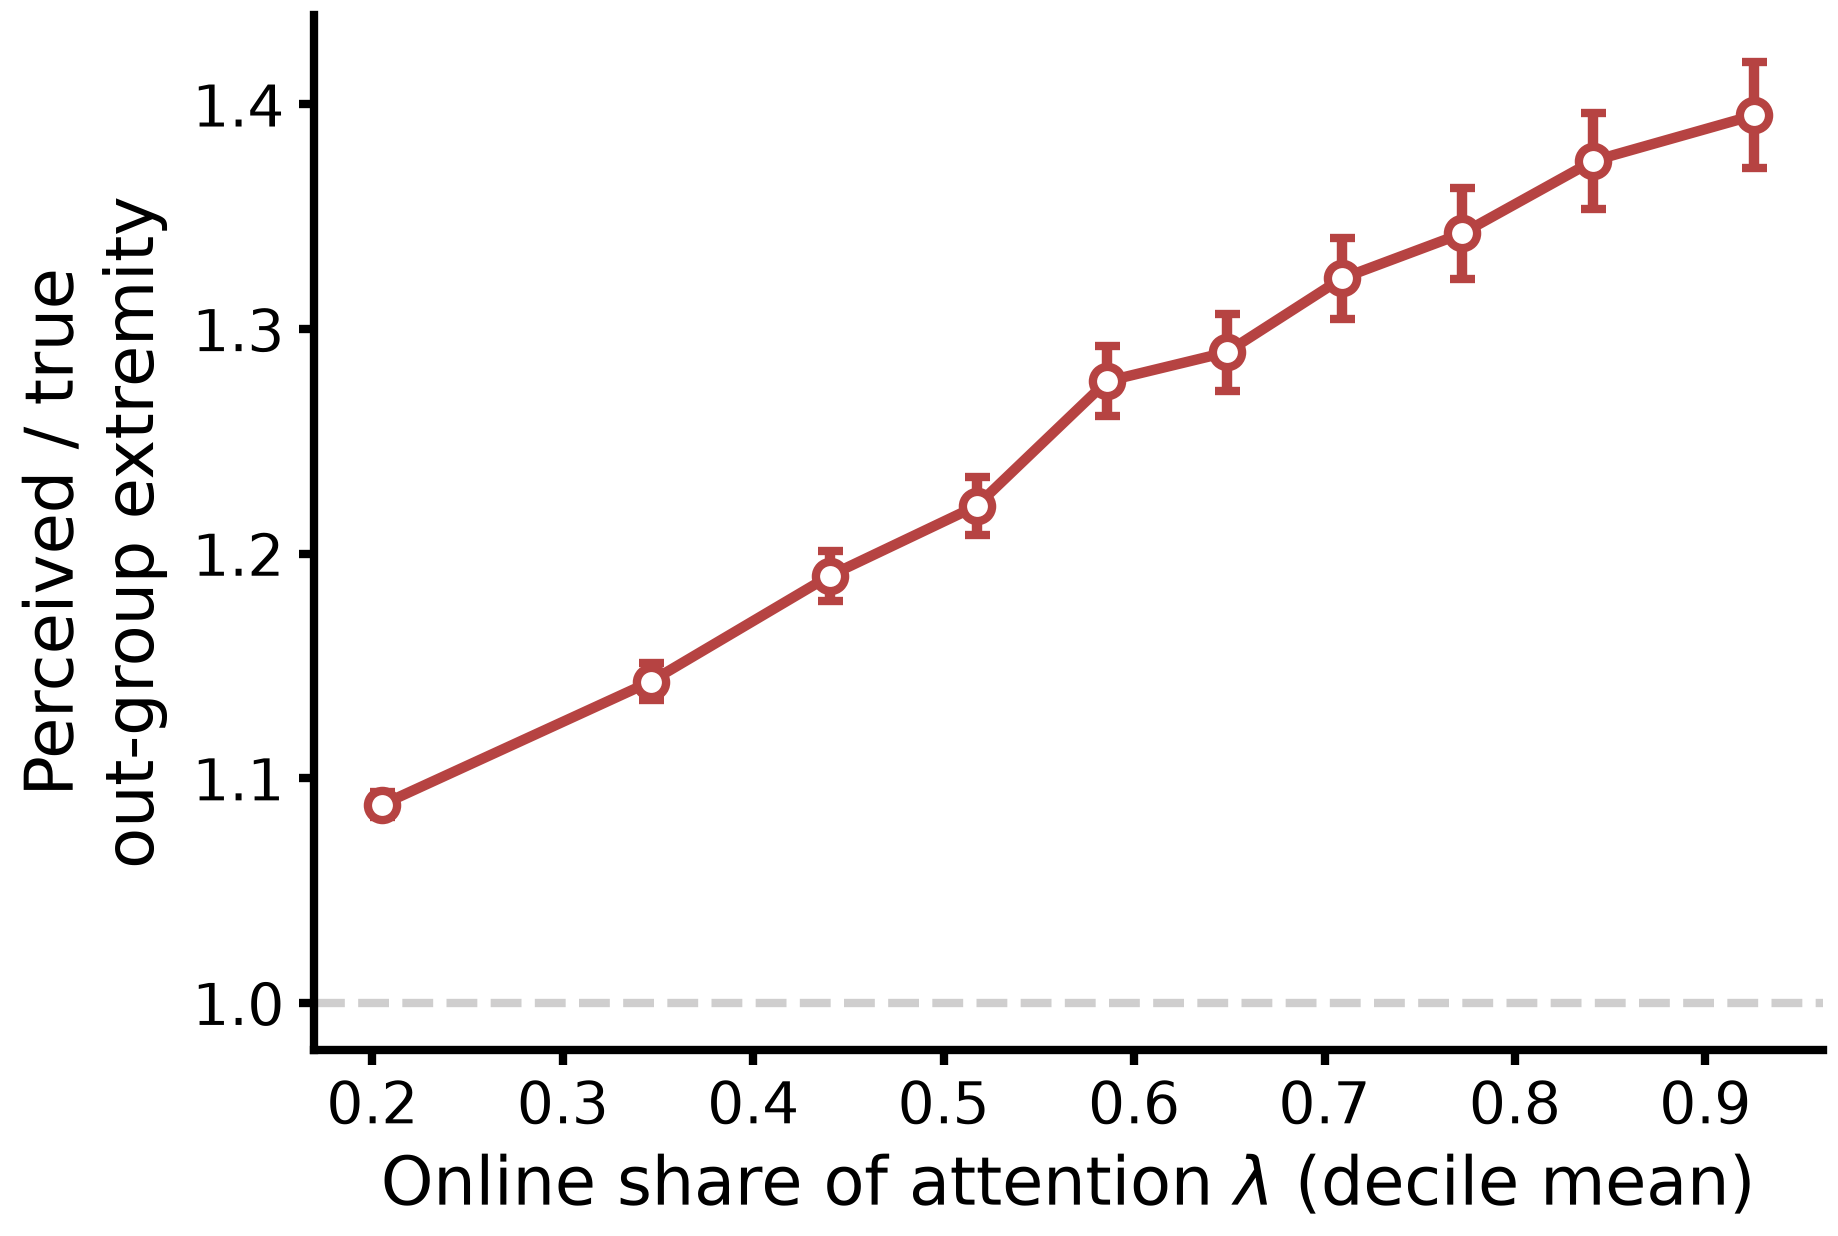 Perceived / true
out-group extremity
1.4
1.3
1.2
1.1
1.0
0.2 0.3 0.4 0.5 0.6 0.7 0.8 0.9
Online share of attention λ (decile mean)